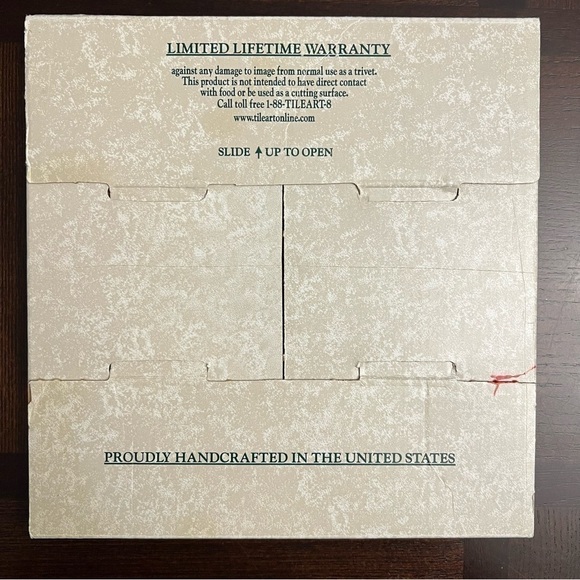 LIMITED LIFETIME WARRANTY
against any damage to image from normal use as a trivet.
This product is not intended to have direct contact
with food or be used as a cutting surface.
Call toll free 1-88-TILEART-8
www.tileartonline.com
SLIDE ↑ UP TO OPEN
PROUDLY HANDCRAFTED IN THE UNITED STATES